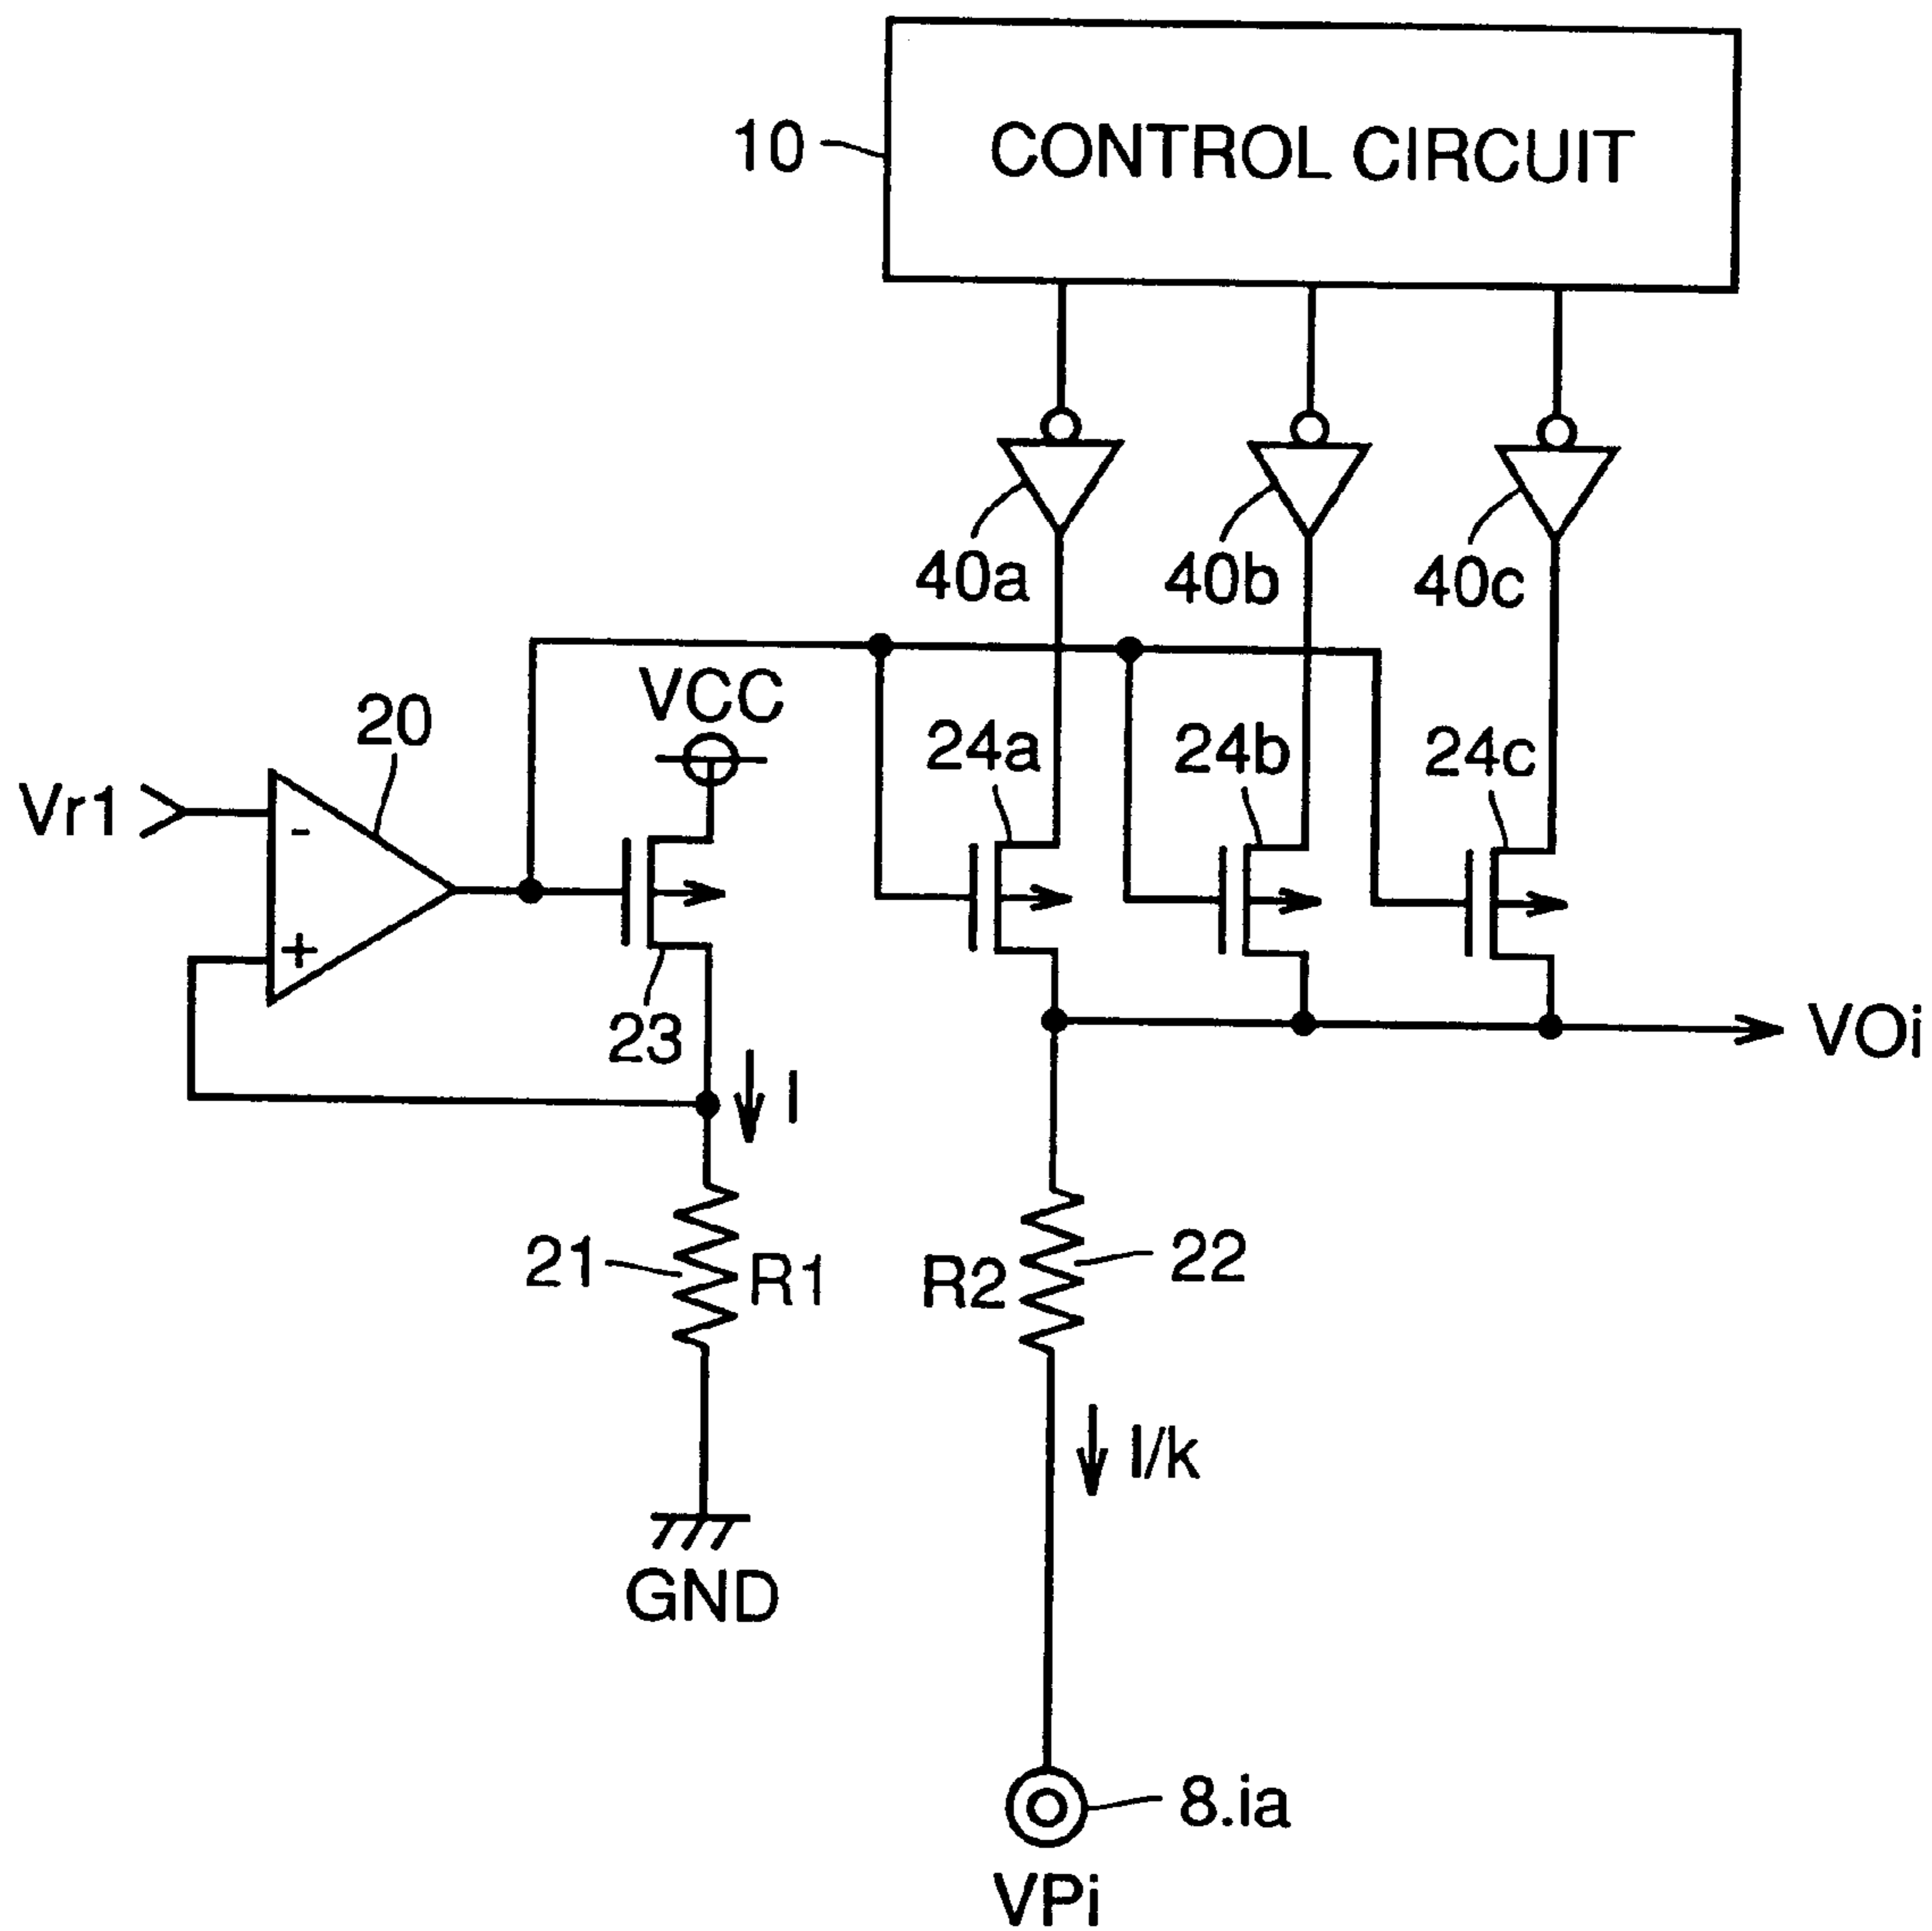 10
CONTROL CIRCUIT
40a
40b
40c
VCC
20
24a
24b
24c
Vr1
-
+
23
VOi
I
21
R1
R2
22
I/k
GND
8.ia
VPi